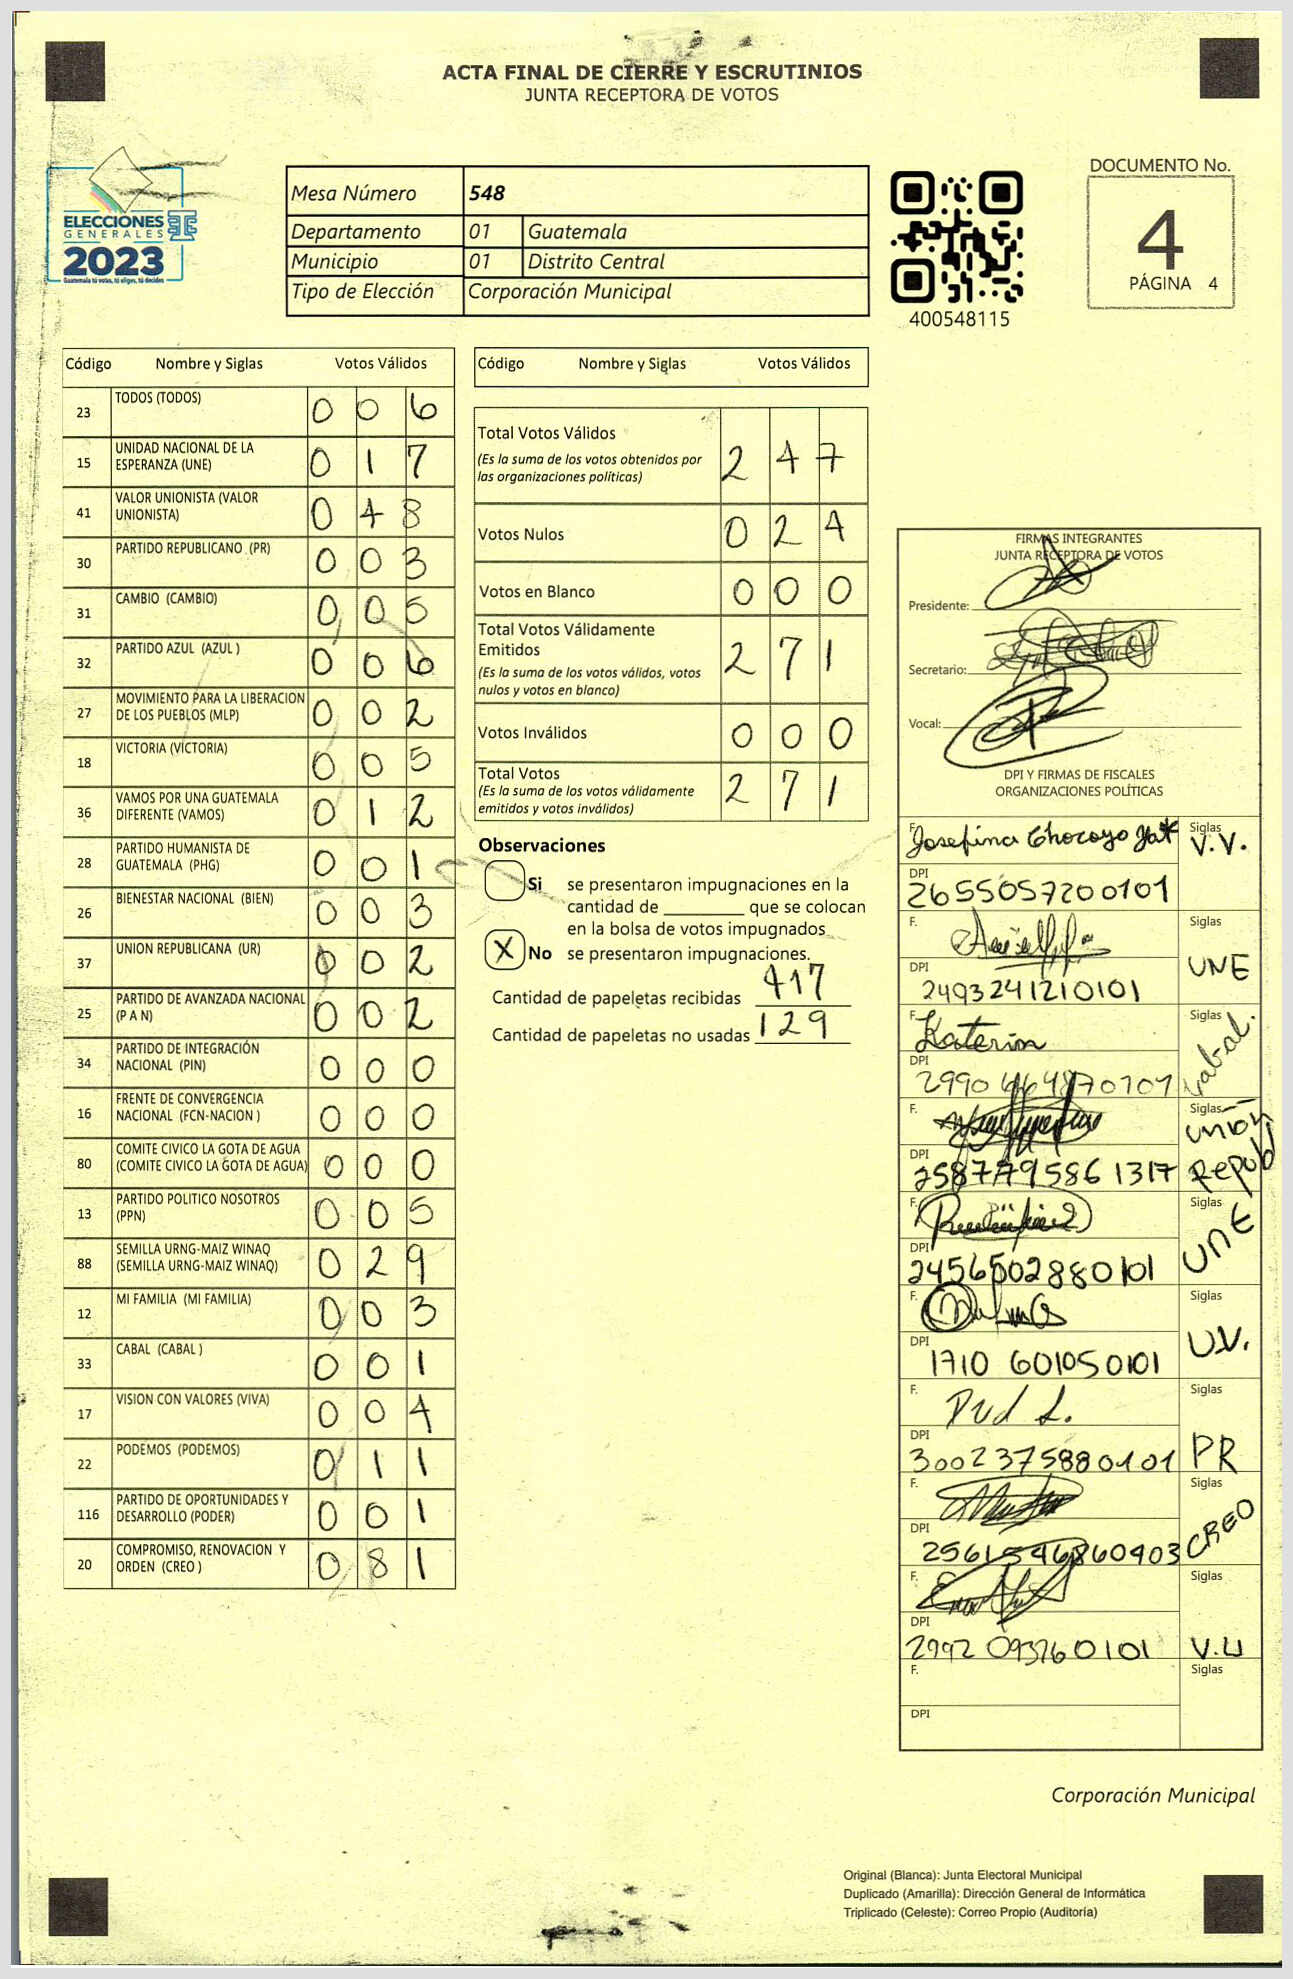 ACTA FINAL DE CIERRE Y ESCRUTINIOS
JUNTA RECEPTORA DE VOTOS
ELECCIONES
GENERALES
2023
Guatemala tú votas, tú eliges, tú decides
Mesa Número 548
Departamento 01 Guatemala
Municipio 01 Distrito Central
Tipo de Elección Corporación Municipal
400548115
DOCUMENTO No.
4
PÁGINA 4
Código Nombre y Siglas Votos Válidos
23 TODOS (TODOS) 0 0 6
15 UNIDAD NACIONAL DE LA ESPERANZA (UNE) 0 1 7
41 VALOR UNIONISTA (VALOR UNIONISTA) 0 4 8
30 PARTIDO REPUBLICANO (PR) 0 0 3
31 CAMBIO (CAMBIO) 0 0 5
32 PARTIDO AZUL (AZUL ) 0 0 6
27 MOVIMIENTO PARA LA LIBERACION DE LOS PUEBLOS (MLP) 0 0 2
18 VICTORIA (VICTORIA) 0 0 5
36 VAMOS POR UNA GUATEMALA DIFERENTE (VAMOS) 0 1 2
28 PARTIDO HUMANISTA DE GUATEMALA (PHG) 0 0 1
26 BIENESTAR NACIONAL (BIEN) 0 0 3
37 UNION REPUBLICANA (UR) 0 0 2
25 PARTIDO DE AVANZADA NACIONAL (P A N) 0 0 2
34 PARTIDO DE INTEGRACIÓN NACIONAL (PIN) 0 0 0
16 FRENTE DE CONVERGENCIA NACIONAL (FCN-NACION ) 0 0 0
80 COMITE CIVICO LA GOTA DE AGUA (COMITE CIVICO LA GOTA DE AGUA) 0 0 0
13 PARTIDO POLITICO NOSOTROS (PPN) 0 0 5
88 SEMILLA URNG-MAIZ WINAQ (SEMILLA URNG-MAIZ WINAQ) 0 2 9
12 MI FAMILIA (MI FAMILIA) 0 0 3
33 CABAL (CABAL ) 0 0 1
17 VISION CON VALORES (VIVA) 0 0 4
22 PODEMOS (PODEMOS) 0 1 1
116 PARTIDO DE OPORTUNIDADES Y DESARROLLO (PODER) 0 0 1
20 COMPROMISO, RENOVACION Y ORDEN (CREO ) 0 8 1
Código Nombre y Siglas Votos Válidos
Total Votos Válidos 2 4 7
(Es la suma de los votos obtenidos por
las organizaciones políticas)
Votos Nulos 0 2 4
Votos en Blanco 0 0 0
Total Votos Válidamente
Emitidos 2 7 1
(Es la suma de los votos válidos, votos
nulos y votos en blanco)
Votos Inválidos 0 0 0
Total Votos 2 7 1
(Es la suma de los votos válidamente
emitidos y votos inválidos)
Observaciones
Si se presentaron impugnaciones en la
cantidad de ________ que se colocan
en la bolsa de votos impugnados
X No se presentaron impugnaciones.
Cantidad de papeletas recibidas 417
Cantidad de papeletas no usadas 129
FIRMAS INTEGRANTES
JUNTA RECEPTORA DE VOTOS
Presidente:
Secretario:
Vocal:
DPI Y FIRMAS DE FISCALES
ORGANIZACIONES POLÍTICAS
F. Josefina Chocoyo Siglas V.V.
DPI 2655057200101
F. Siglas UNE
DPI 2493241210101
F. Katerin Siglas
DPI
F. Siglas Unión Repub
DPI
F. Siglas UNE
DPI 2456502880101
F. Siglas U.V.
DPI 1710 601050101
F. Siglas PR
DPI 3002375880101
F. Siglas CREO
DPI 2561546860403
F. Siglas V.U
DPI
F. Siglas
DPI
Corporación Municipal
Original (Blanca): Junta Electoral Municipal
Duplicado (Amarilla): Dirección General de Informática
Triplicado (Celeste): Correo Propio (Auditoría)